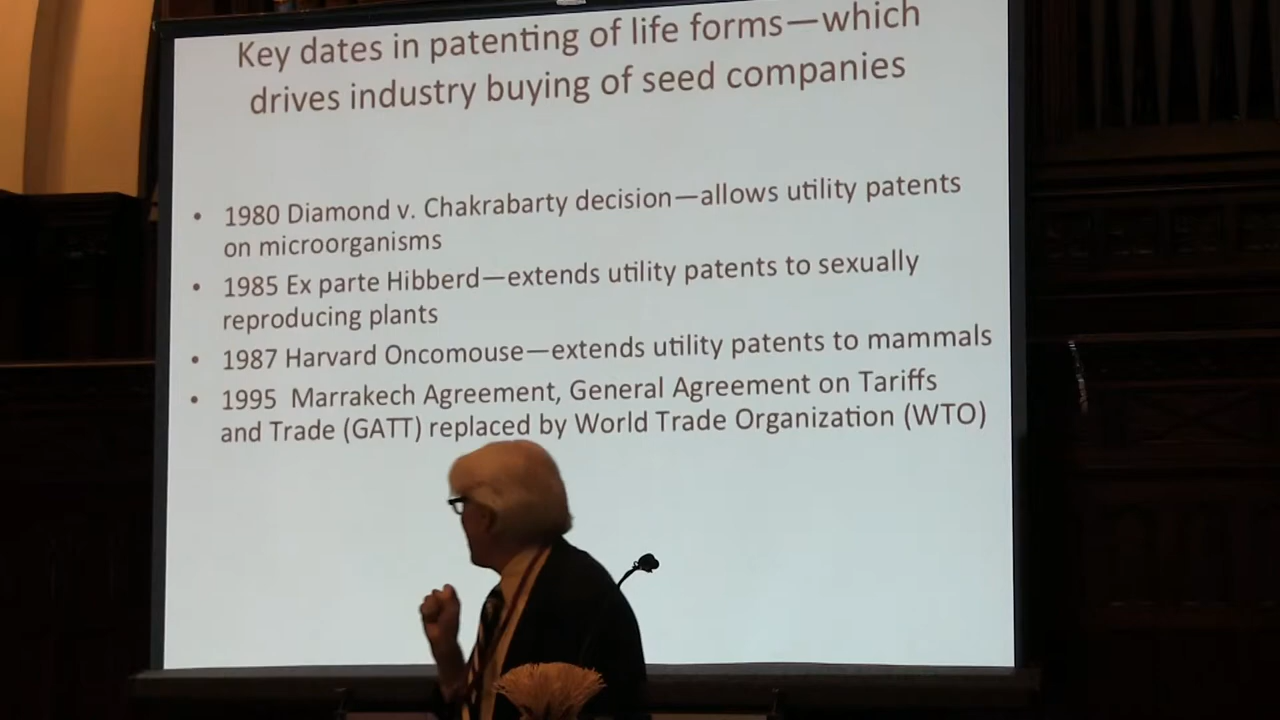 Key dates in patenting of life forms—which
drives industry buying of seed companies
• 1980 Diamond v. Chakrabarty decision—allows utility patents
on microorganisms
• 1985 Ex parte Hibberd—extends utility patents to sexually
reproducing plants
• 1987 Harvard Oncomouse—extends utility patents to mammals
• 1995 Marrakech Agreement, General Agreement on Tariffs
and Trade (GATT) replaced by World Trade Organization (WTO)